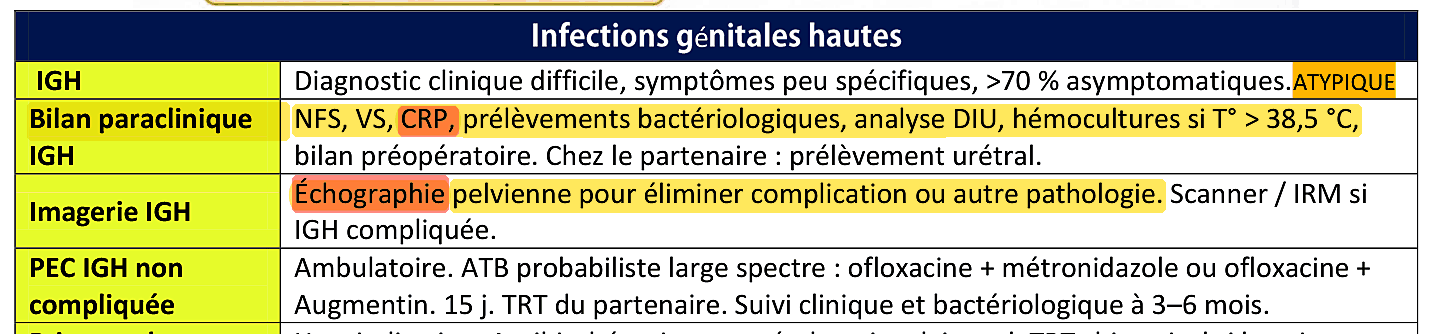 Infections génitales hautes
IGH
Diagnostic clinique difficile, symptômes peu spécifiques, >70 % asymptomatiques. ATYPIQUE
Bilan paraclinique
IGH
NFS, VS, CRP, prélèvements bactériologiques, analyse DIU, hémocultures si T° > 38,5 °C,
bilan préopératoire. Chez le partenaire : prélèvement urétral.
Imagerie IGH
Échographie pelvienne pour éliminer complication ou autre pathologie. Scanner / IRM si
IGH compliquée.
PEC IGH non
compliquée
Ambulatoire. ATB probabiliste large spectre : ofloxacine + métronidazole ou ofloxacine +
Augmentin. 15 j. TRT du partenaire. Suivi clinique et bactériologique à 3–6 mois.